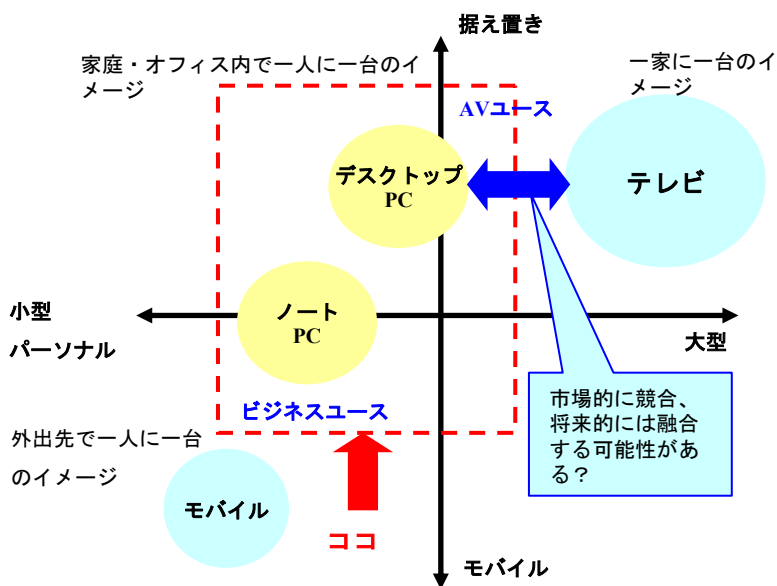 据え置き
家庭・オフィス内で一人に一台のイ
メージ
一家に一台のイ
メージ
AVユース
デスクトップ
PC
テレビ
小型
パーソナル
ノート
PC
大型
ビジネスユース
市場的に競合、
将来的には融合
する可能性があ
る？
外出先で一人に一台
のイメージ
モバイル
ココ
モバイル